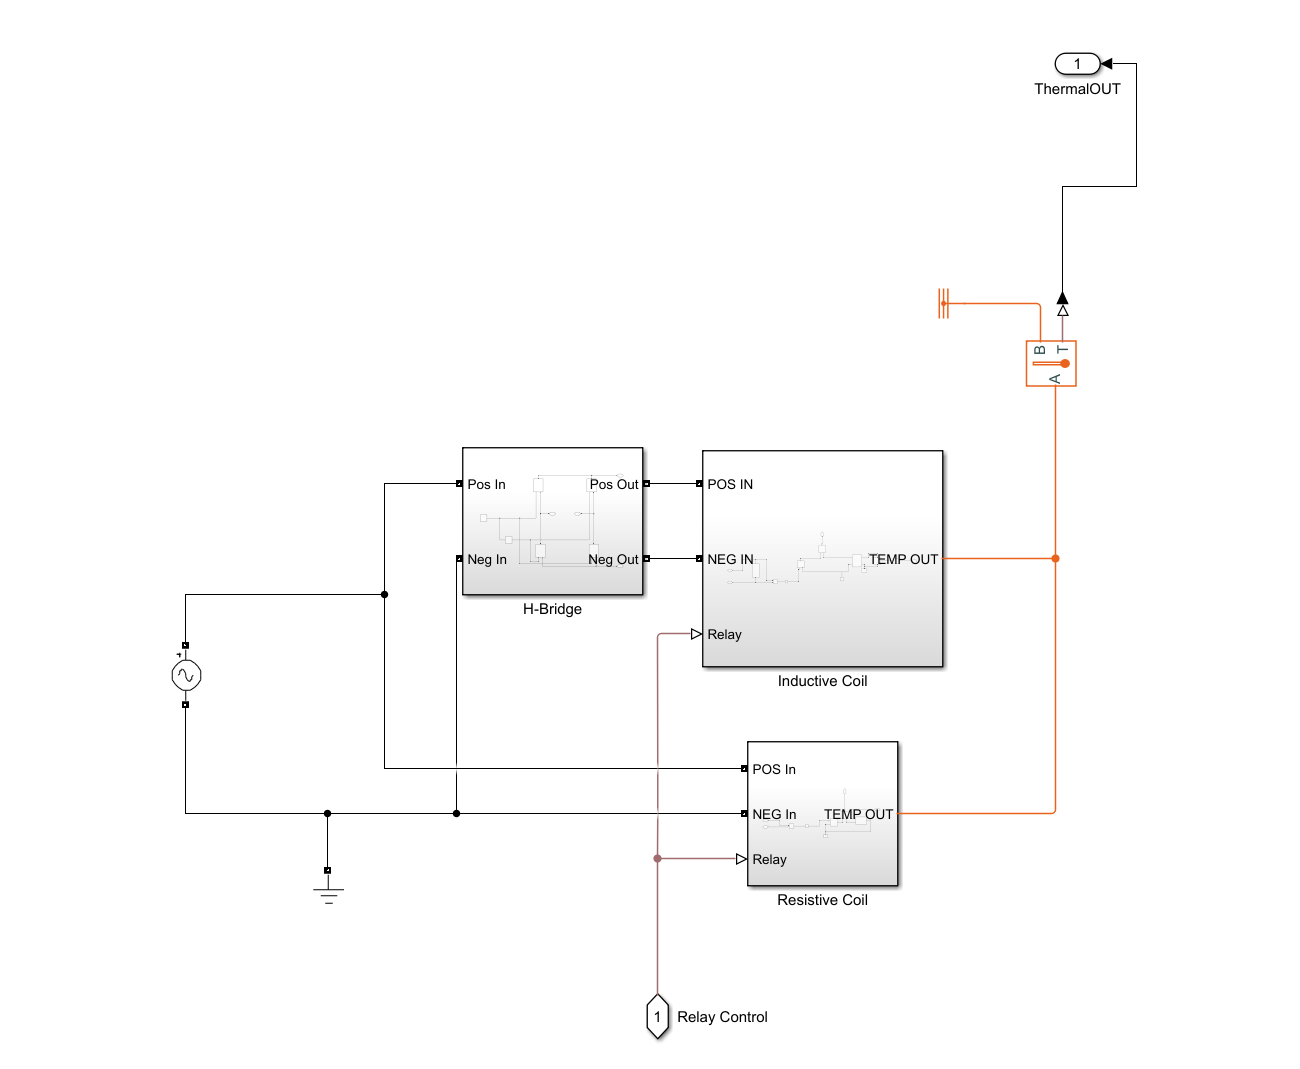 1
ThermalOUT
B
T
A
Pos In
Pos Out
Neg In
Neg Out
H-Bridge
POS IN
NEG IN
TEMP OUT
Relay
Inductive Coil
+
POS In
NEG In
TEMP OUT
Relay
Resistive Coil
1
Relay Control